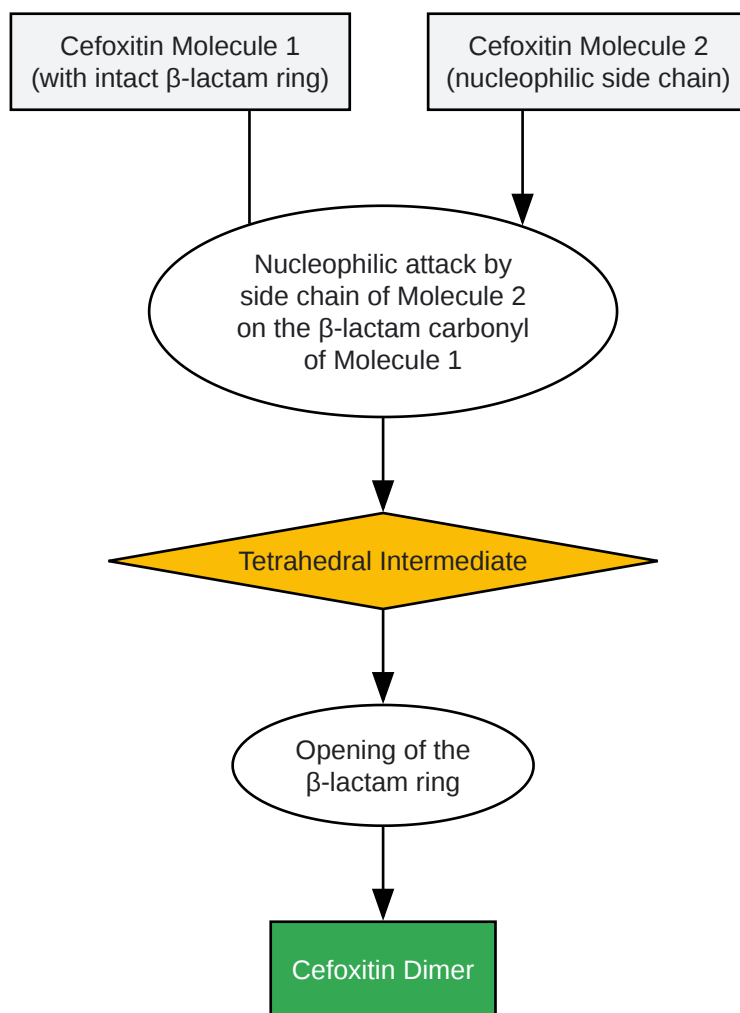 Cefoxitin Molecule 1
(with intact β-lactam ring)
Cefoxitin Molecule 2
(nucleophilic side chain)
Nucleophilic attack by
side chain of Molecule 2
on the β-lactam carbonyl
of Molecule 1
Tetrahedral Intermediate
Opening of the
β-lactam ring
Cefoxitin Dimer